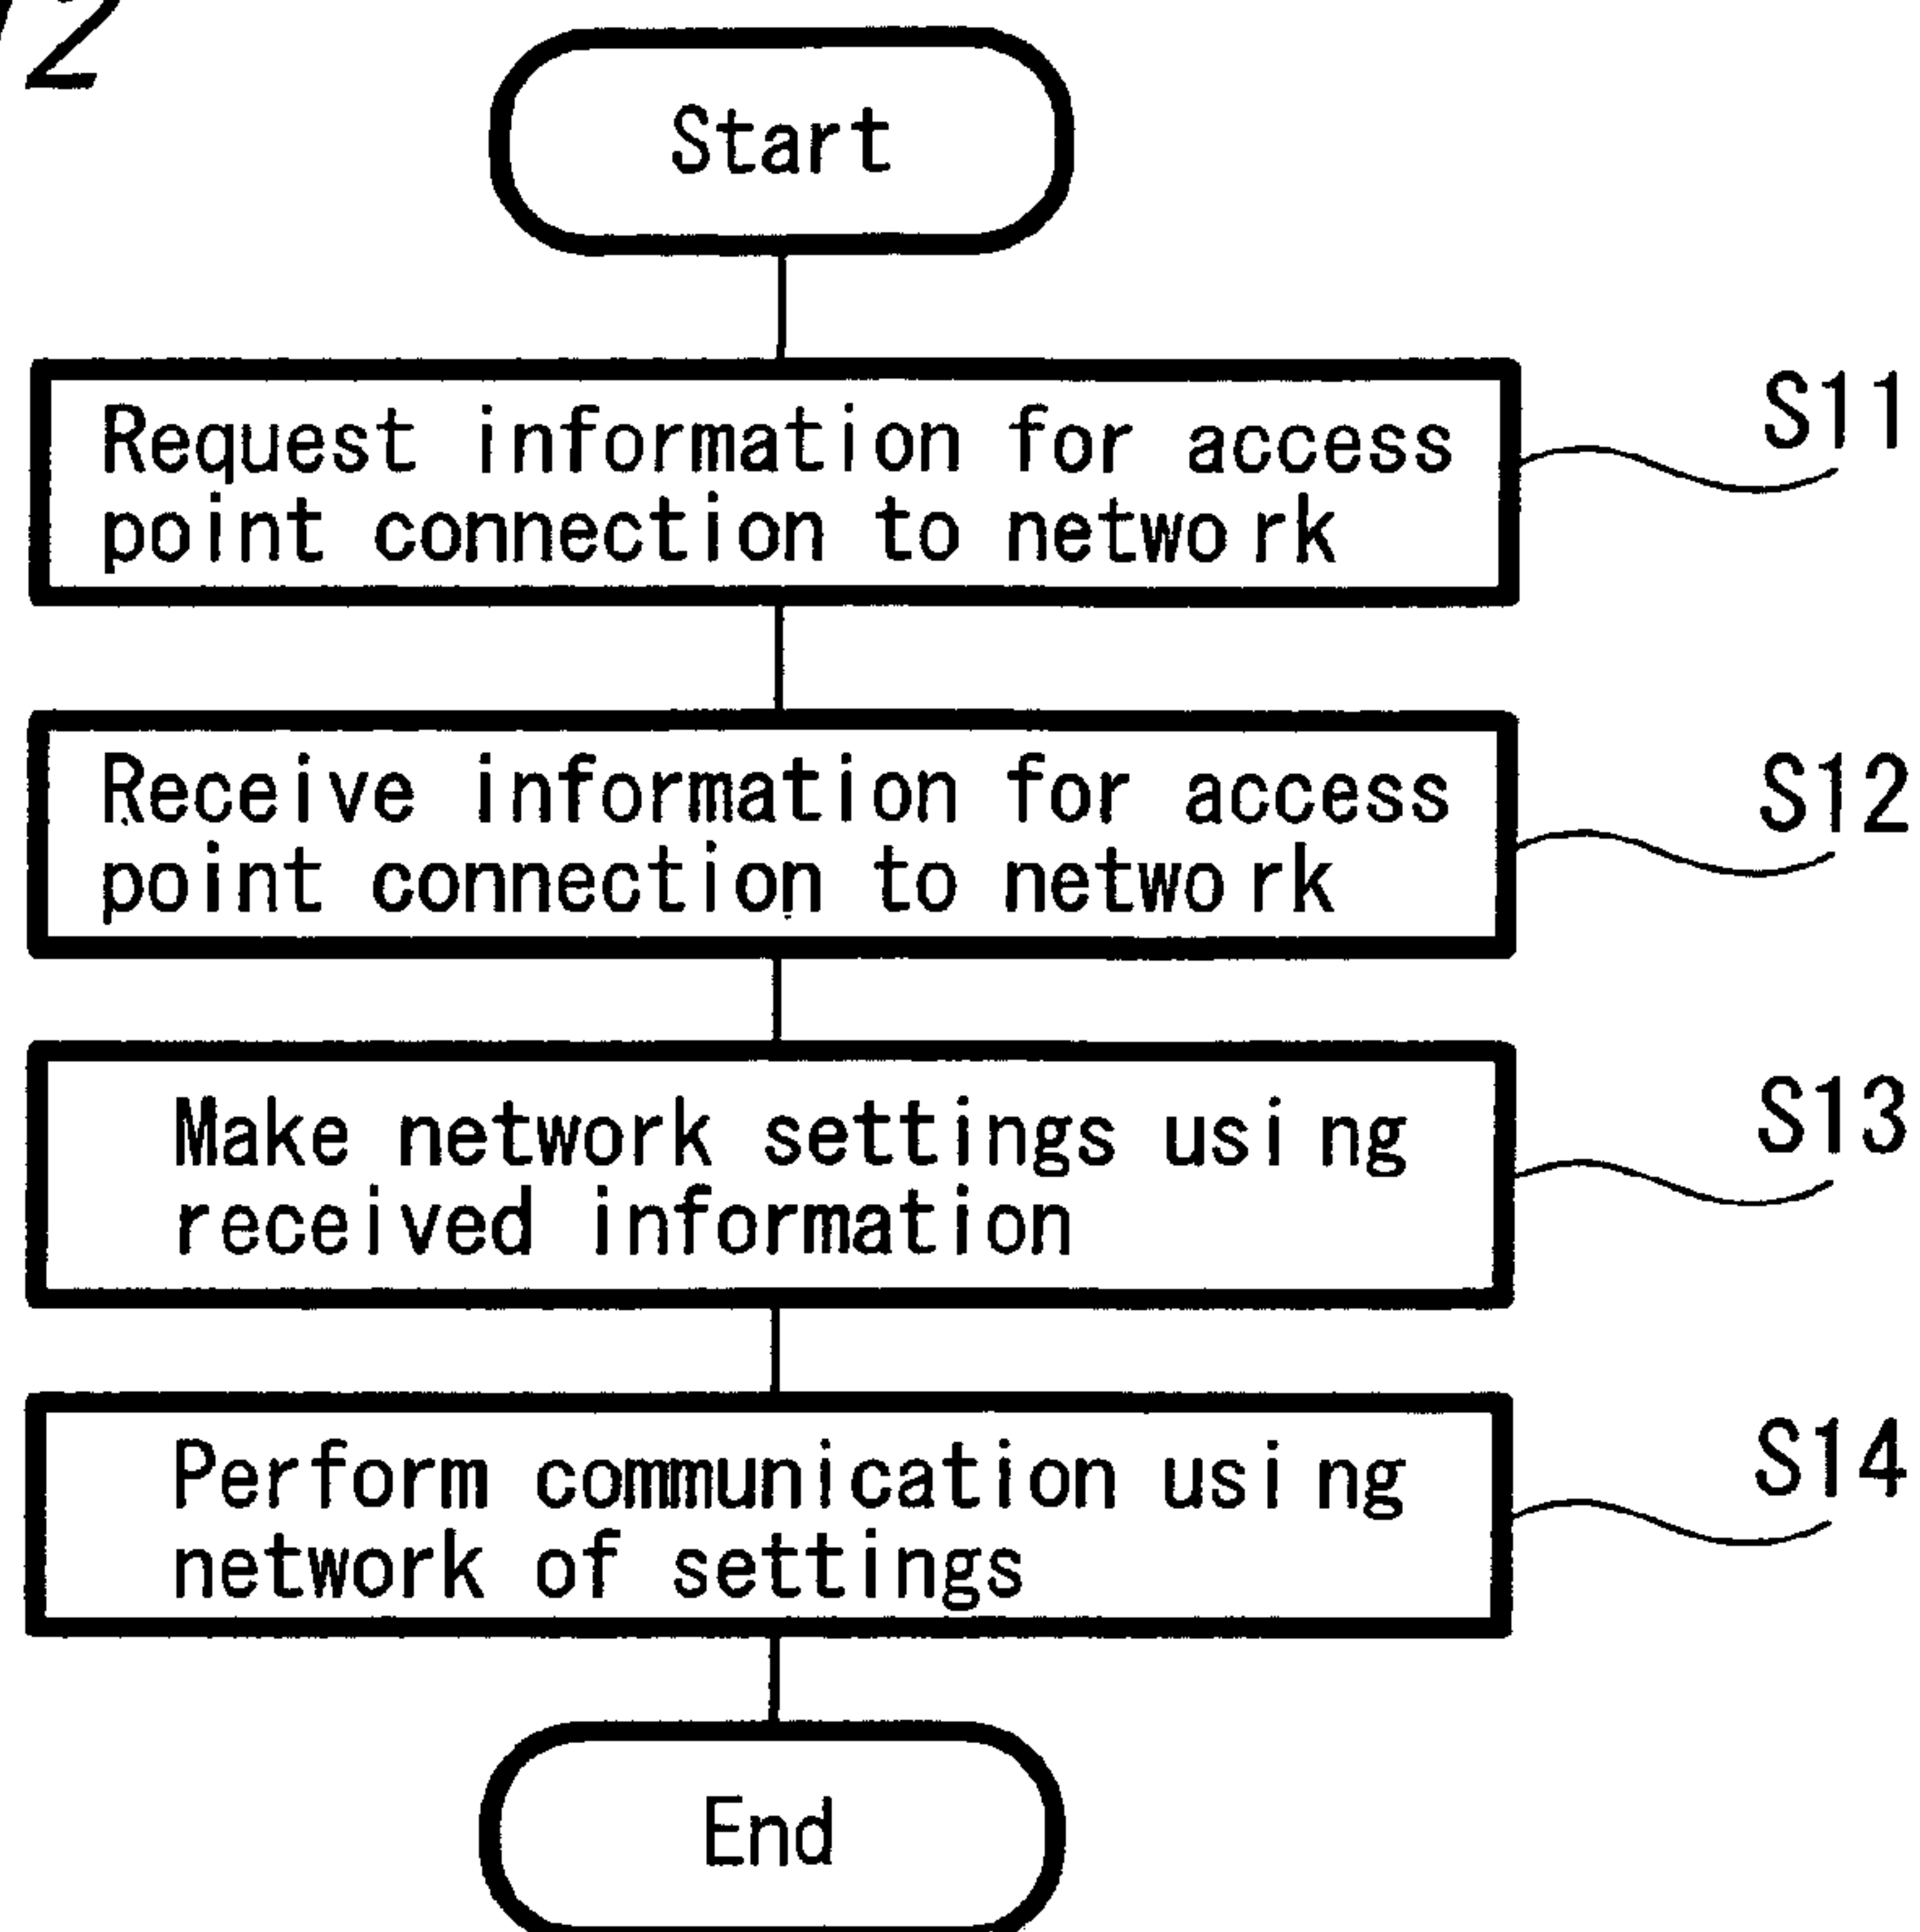 2
Start
Request information for access
point connection to network
S11
Receive information for access
point connection to network
S12
Make network settings using
received information
S13
Perform communication using
network of settings
S14
End